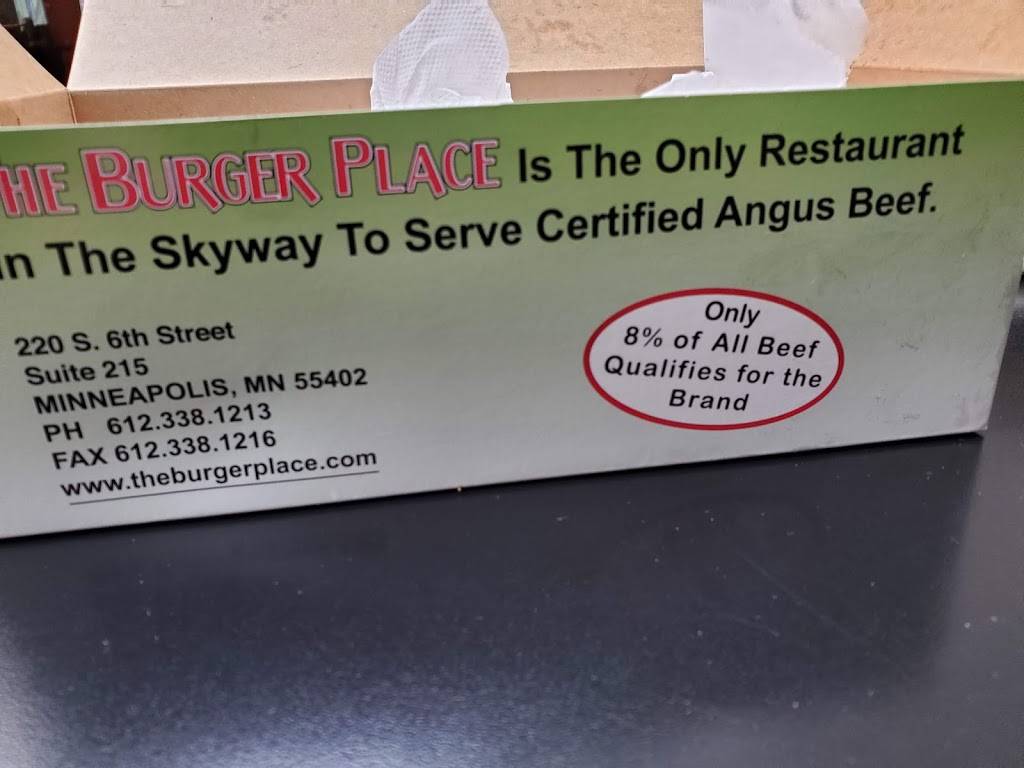 THE BURGER PLACE Is The Only Restaurant
In The Skyway To Serve Certified Angus Beef.
220 S. 6th Street
Suite 215
MINNEAPOLIS, MN 55402
PH 612.338.1213
FAX 612.338.1216
www.theburgerplace.com
Only
8% of All Beef
Qualifies for the
Brand